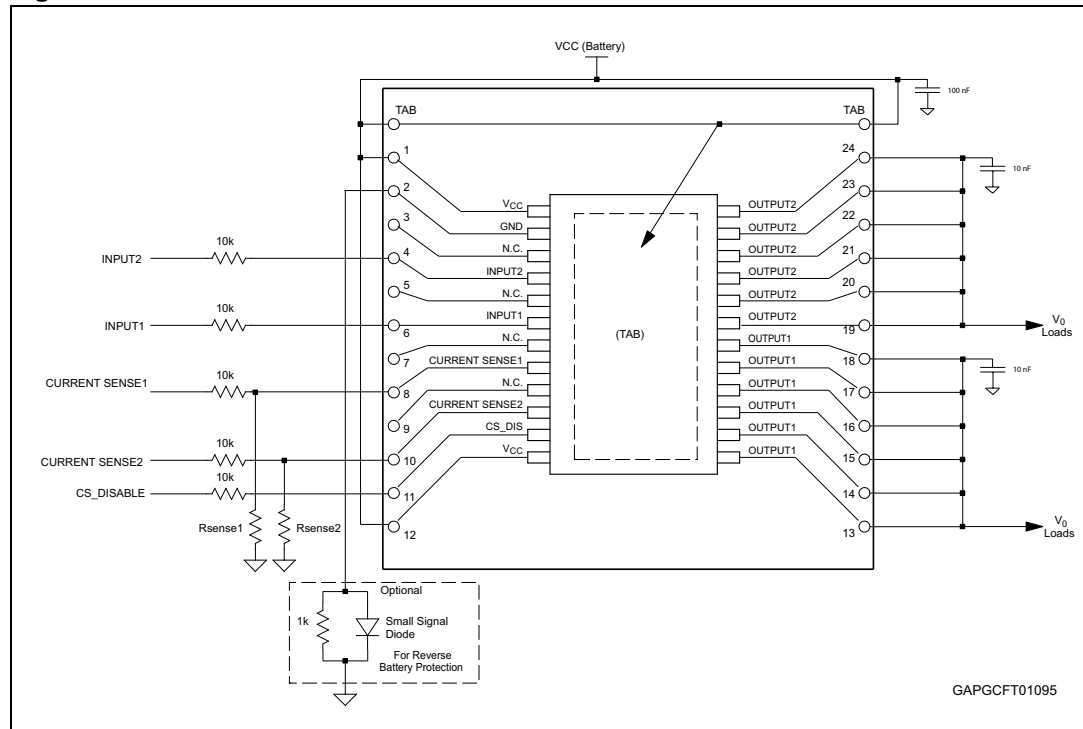 VCC (Battery)
100 nF
TAB
TAB
1
24
10 nF
2
23
VCC
OUTPUT2
3
22
GND
OUTPUT2
10k
N.C.
OUTPUT2
INPUT2
4
21
INPUT2
OUTPUT2
5
20
N.C.
OUTPUT2
10k
INPUT1
INPUT1
OUTPUT2
6
19
V0
Loads
N.C.
(TAB)
OUTPUT1
7
18
10 nF
CURRENT SENSE1
10k
CURRENT SENSE1
OUTPUT1
8
17
N.C.
OUTPUT1
9
16
CURRENT SENSE2
OUTPUT1
10k
CS_DIS
OUTPUT1
CURRENT SENSE2
10
15
VCC
OUTPUT1
10k
CS_DISABLE
11
14
Rsense1
Rsense2
12
13
V0
Loads
Optional
1k
Small Signal
Diode
For Reverse
Battery Protection
GAPGCFT01095